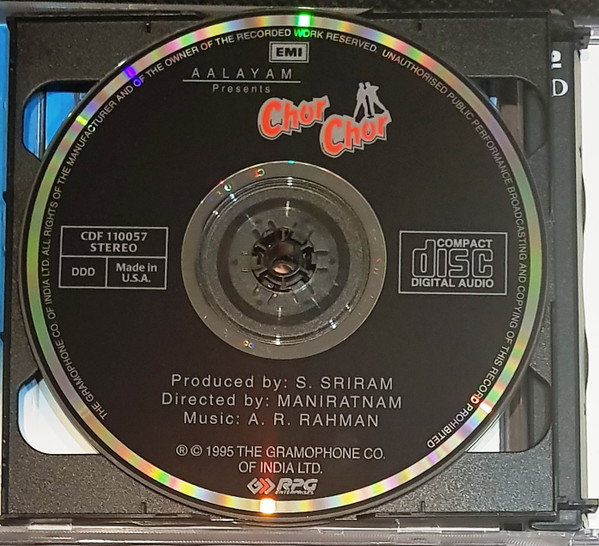 ALL RIGHTS OF THE MANUFACTURER AND OF THE OWNER OF THE RECORDED WORK RESERVED. UNAUTHORISED PUBLIC PERFORMANCE BROADCASTING AND COPYING OF THIS RECORD PROHIBITED
EMI
AALAYAM
Presents
Chor
Chor
CDF 110057
STEREO
DDD
Made in
U.S.A.
COMPACT
disc
DIGITAL AUDIO
Produced by: S. SRIRAM
Directed by: MANIRATNAM
Music: A. R. RAHMAN
℗ © 1995 THE GRAMOPHONE CO.
OF INDIA LTD.
RPG
ENTERPRISES
THE GRAMOPHONE CO. OF INDIA LTD.
2
D